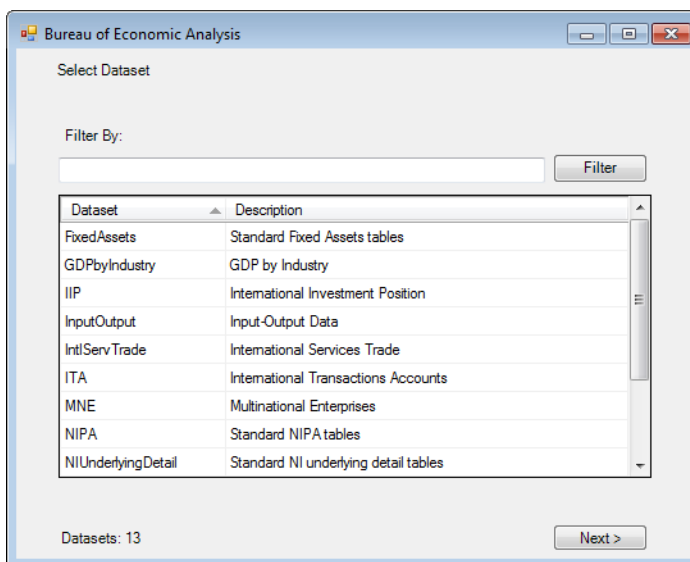 Bureau of Economic Analysis
Select Dataset
Filter By:
Filter
Dataset Description
FixedAssets Standard Fixed Assets tables
GDPbyIndustry GDP by Industry
IIP International Investment Position
InputOutput Input-Output Data
IntlServTrade International Services Trade
ITA International Transactions Accounts
MNE Multinational Enterprises
NIPA Standard NIPA tables
NIUnderlyingDetail Standard NI underlying detail tables
Datasets: 13
Next >